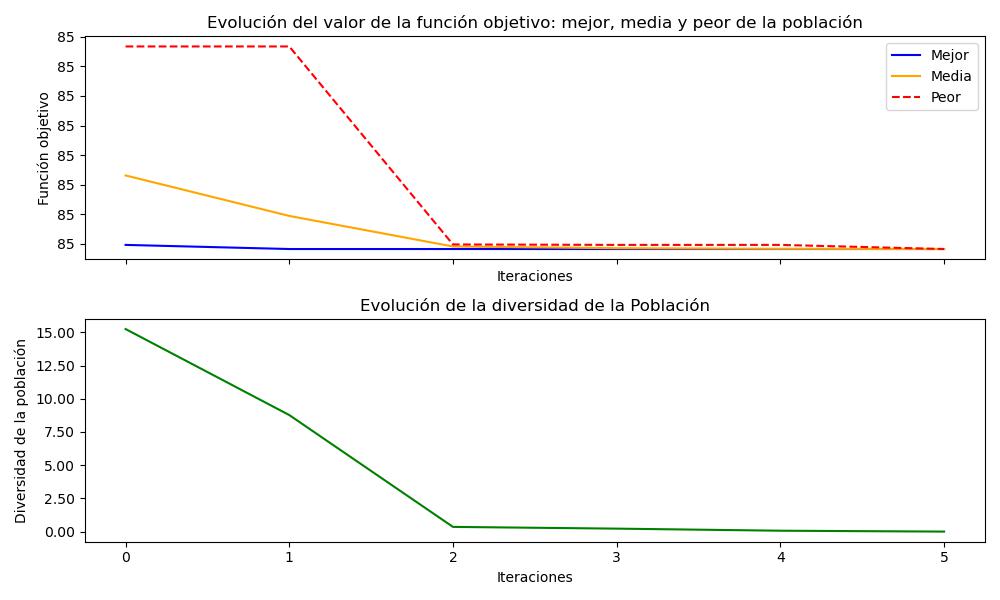 Evolución del valor de la función objetivo: mejor, media y peor de la población
Función objetivo
85
85
85
85
85
85
85
85
Mejor
Media
Peor
Iteraciones
Evolución de la diversidad de la Población
Diversidad de la población
15.00
12.50
10.00
7.50
5.00
2.50
0.00
0 1 2 3 4 5
Iteraciones